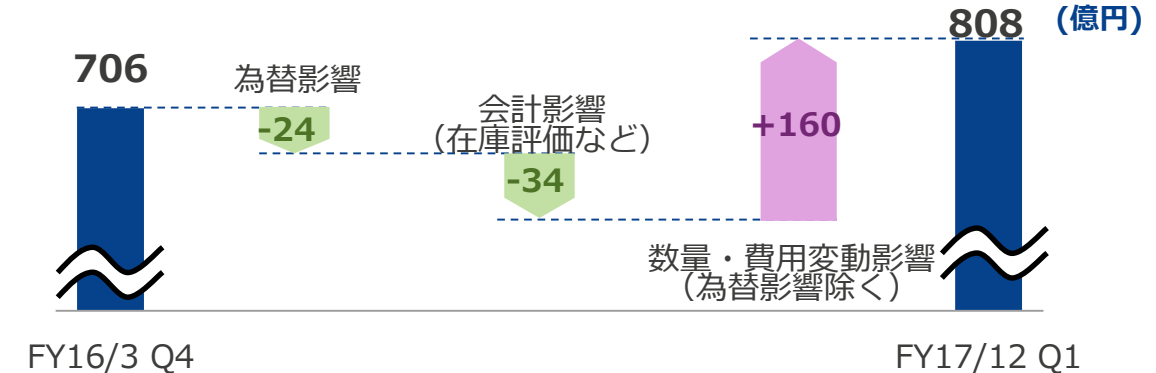 (億円)
706
808
為替影響
-24
会計影響
（在庫評価など）
-34
+160
数量・費用変動影響
（為替影響除く）
FY16/3 Q4
FY17/12 Q1